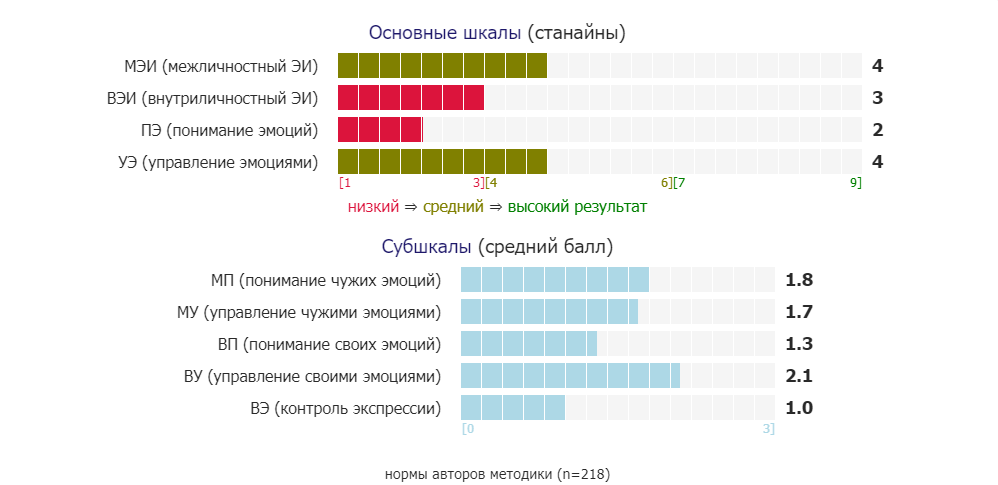 Основные шкалы (станайны)
МЭИ (межличностный ЭИ) 4
ВЭИ (внутриличностный ЭИ) 3
ПЭ (понимание эмоций) 2
УЭ (управление эмоциями) 4
[1 3][4 6][7 9]
низкий ⇒ средний ⇒ высокий результат
Субшкалы (средний балл)
МП (понимание чужих эмоций) 1.8
МУ (управление чужими эмоциями) 1.7
ВП (понимание своих эмоций) 1.3
ВУ (управление своими эмоциями) 2.1
ВЭ (контроль экспрессии) 1.0
[0 3]
нормы авторов методики (n=218)